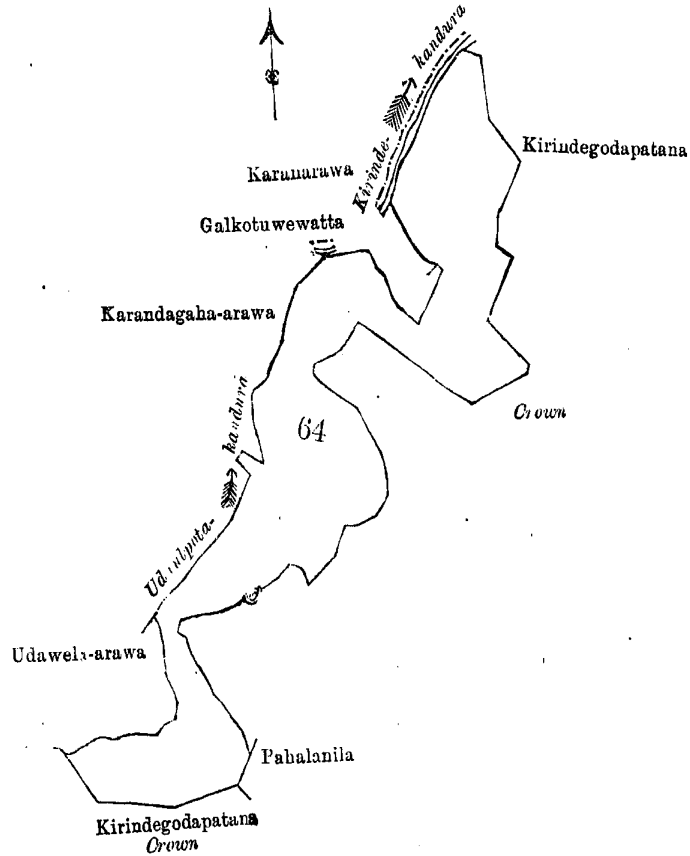 kandura
Kirinde-
Kirindegodapatana
Karanarawa
Galkotuwewatta
Karandagaha-arawa
kandura
Crown
64
Udawela-arawa
Pahalanila
Kirindegodapatana
Crown